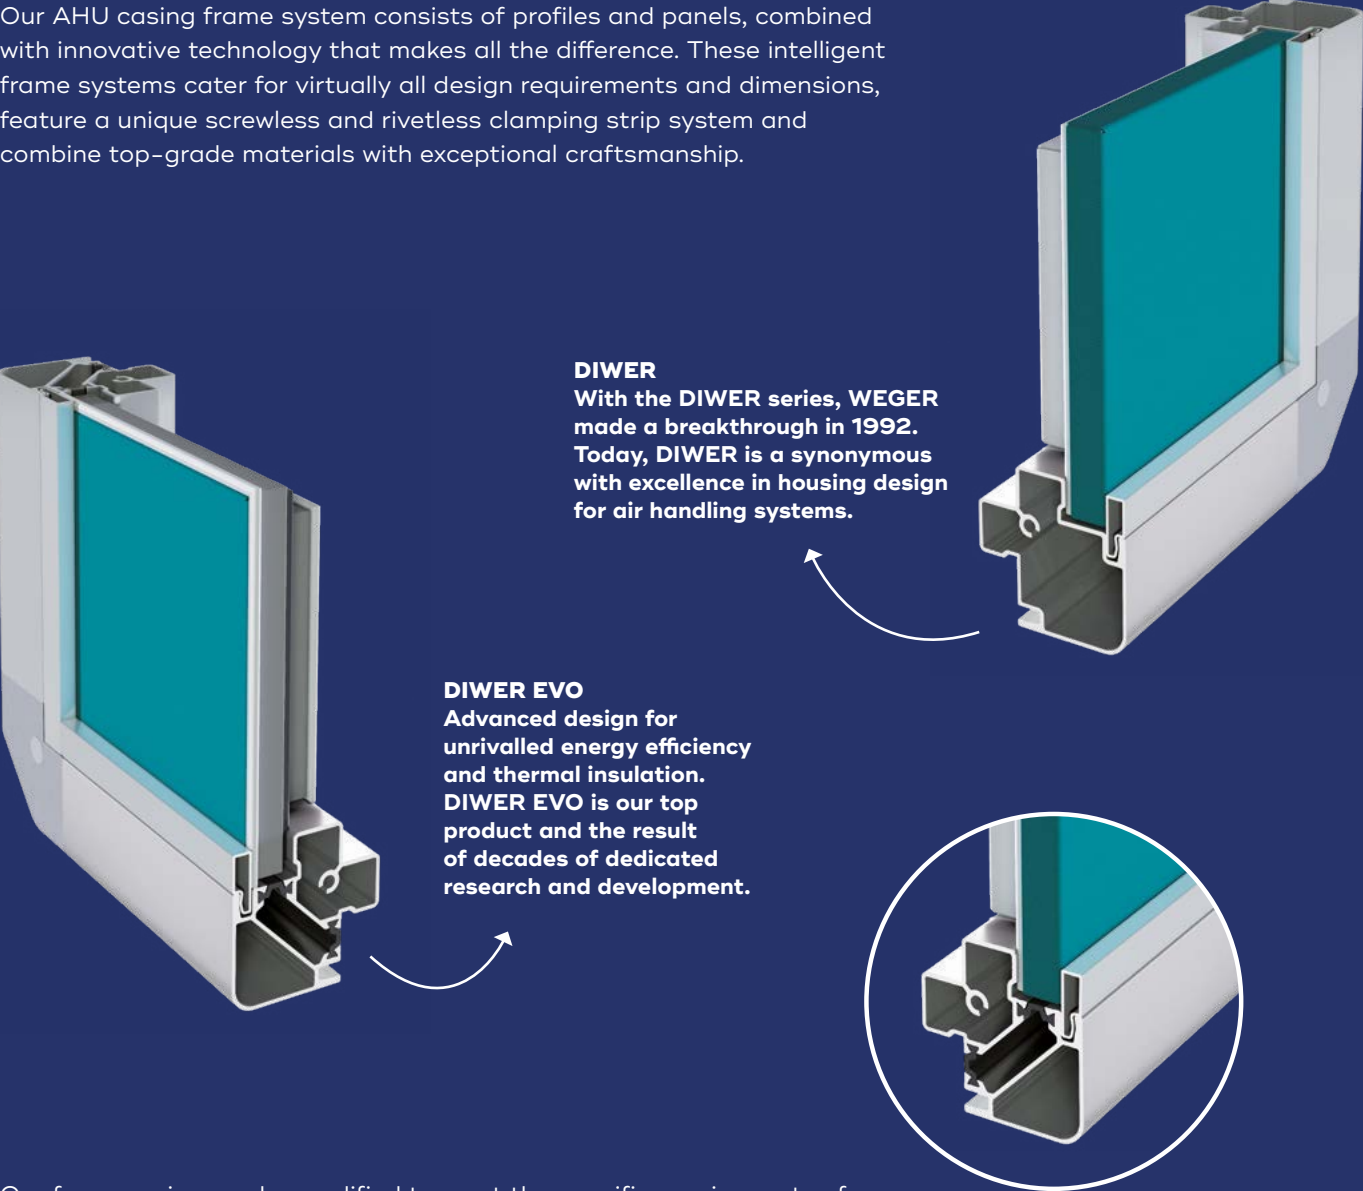 Our AHU casing frame system consists of profiles and panels, combined
with innovative technology that makes all the difference. These intelligent
frame systems cater for virtually all design requirements and dimensions,
feature a unique screwless and rivetless clamping strip system and
combine top-grade materials with exceptional craftsmanship.
DIWER
With the DIWER series, WEGER
made a breakthrough in 1992.
Today, DIWER is a synonymous
with excellence in housing design
for air handling systems.
DIWER EVO
Advanced design for
unrivalled energy efficiency
and thermal insulation.
DIWER EVO is our top
product and the result
of decades of dedicated
research and development.